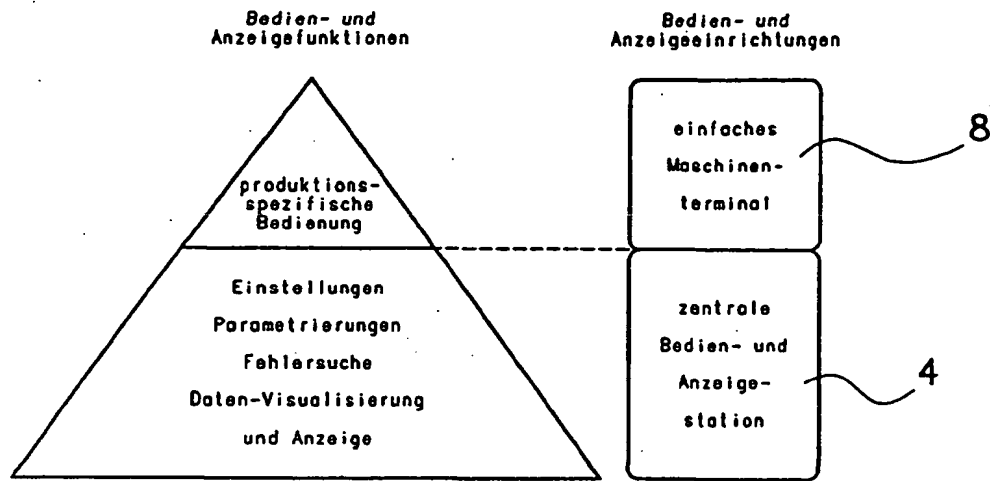 Bedien- und
Anzeigefunktionen
Bedien- und
Anzeigeeinrichtungen
produktions-
spezifische
Bedienung
Einstellungen
Parametrierungen
Fehlersuche
Daten-Visualisierung
und Anzeige
einfaches
Maschinen-
terminal
8
zentrale
Bedien- und
Anzeige-
station
4